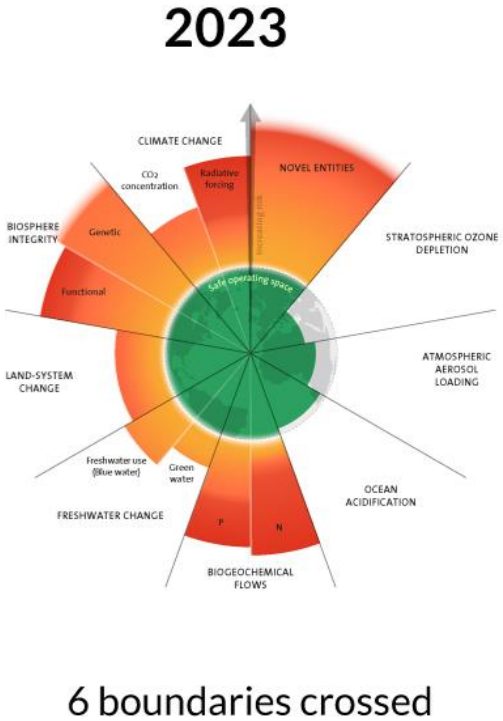 2023
CLIMATE CHANGE
CO2
concentration
Radiative
forcing
NOVEL ENTITIES
Increasing risk
BIOSPHERE
INTEGRITY
Genetic
STRATOSPHERIC OZONE
DEPLETION
Safe operating space
Functional
LAND-SYSTEM
CHANGE
ATMOSPHERIC
AEROSOL
LOADING
Freshwater use
(Blue water)
Green
water
OCEAN
ACIDIFICATION
FRESHWATER CHANGE
P
N
BIOGEOCHEMICAL
FLOWS
6 boundaries crossed